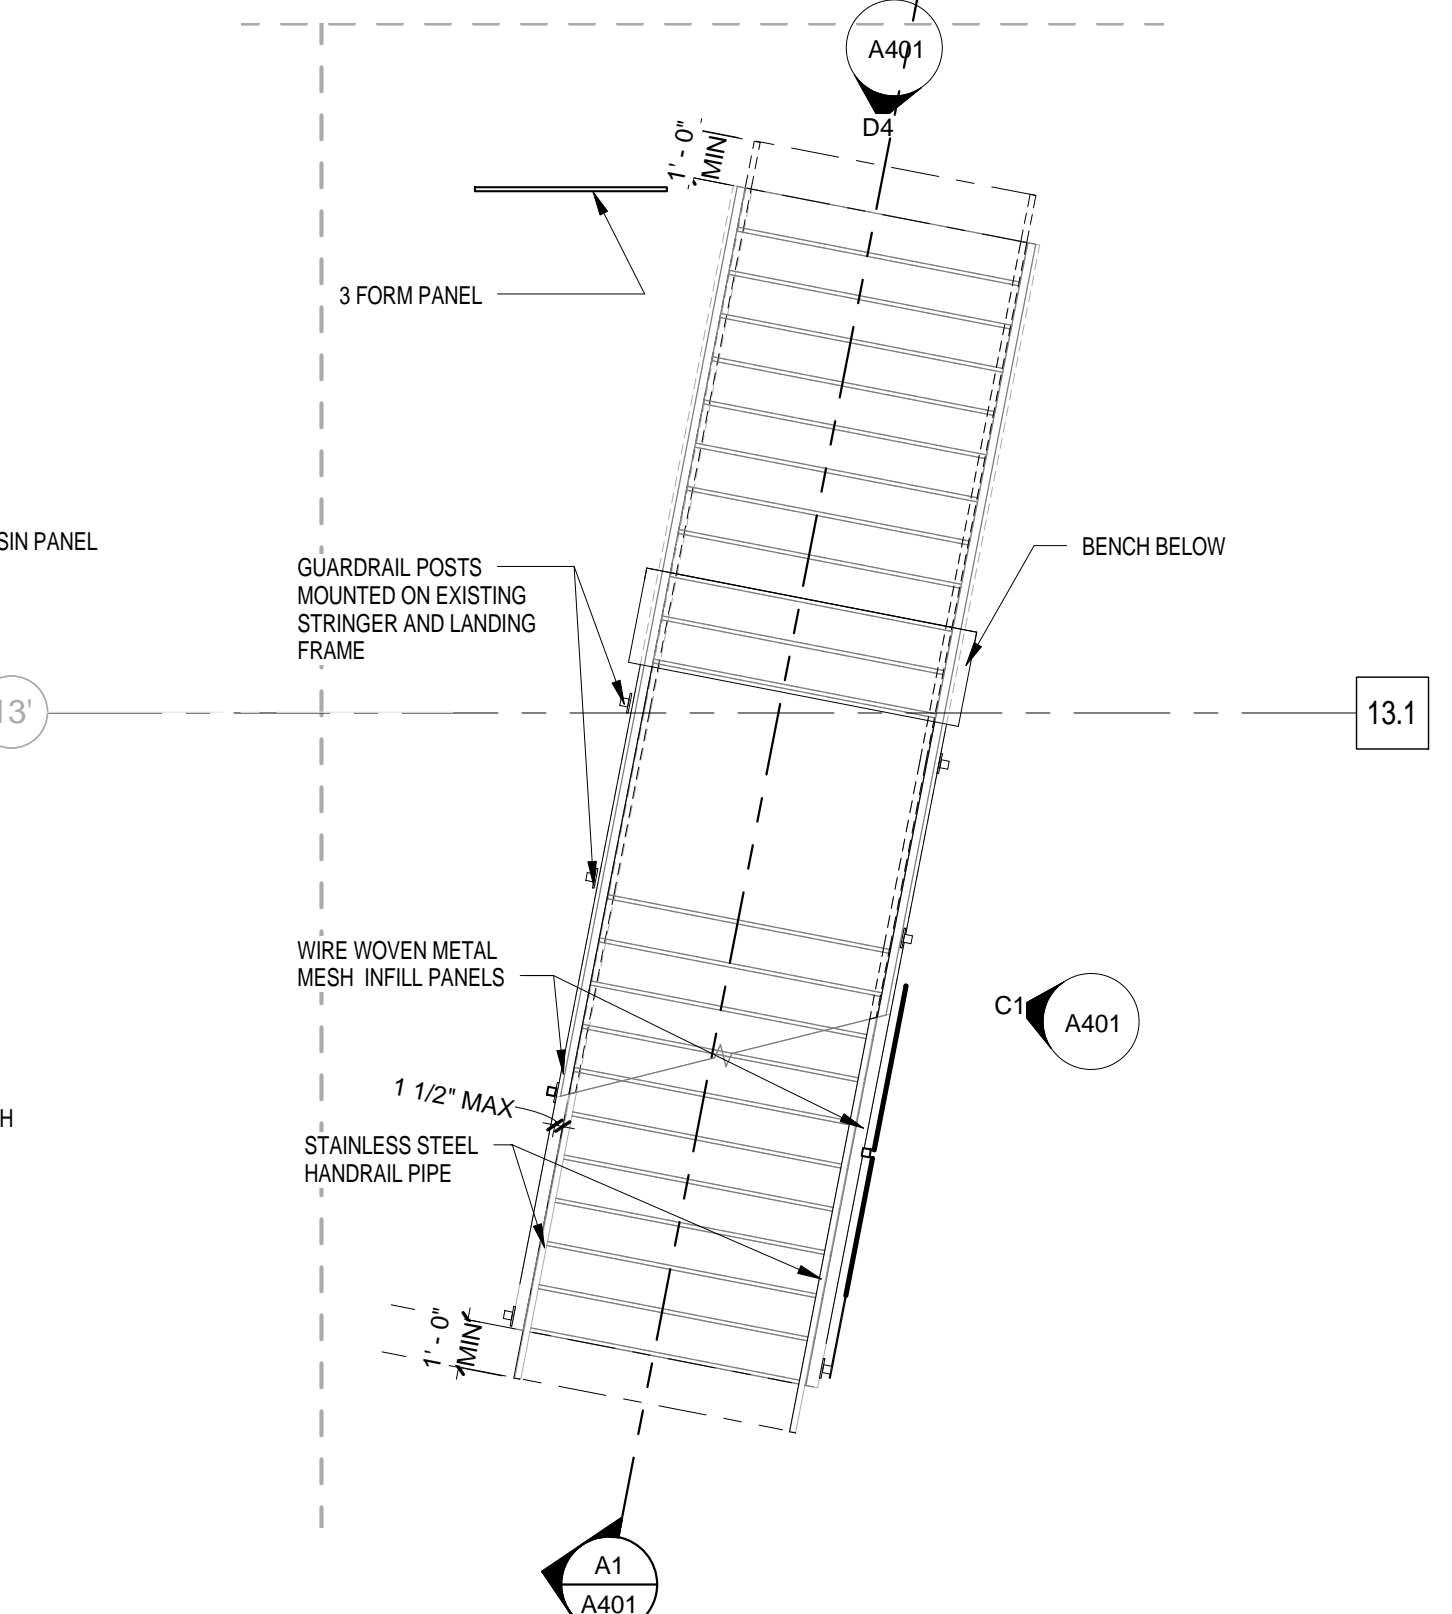 A401
D4
1' - 0"
MIN
3 FORM PANEL
SIN PANEL
BENCH BELOW
GUARDRAIL POSTS
MOUNTED ON EXISTING
STRINGER AND LANDING
FRAME
13'
13.1
WIRE WOVEN METAL
MESH INFILL PANELS
C1
A401
1 1/2" MAX
H
STAINLESS STEEL
HANDRAIL PIPE
1' - 0"
MIN
A1
A401